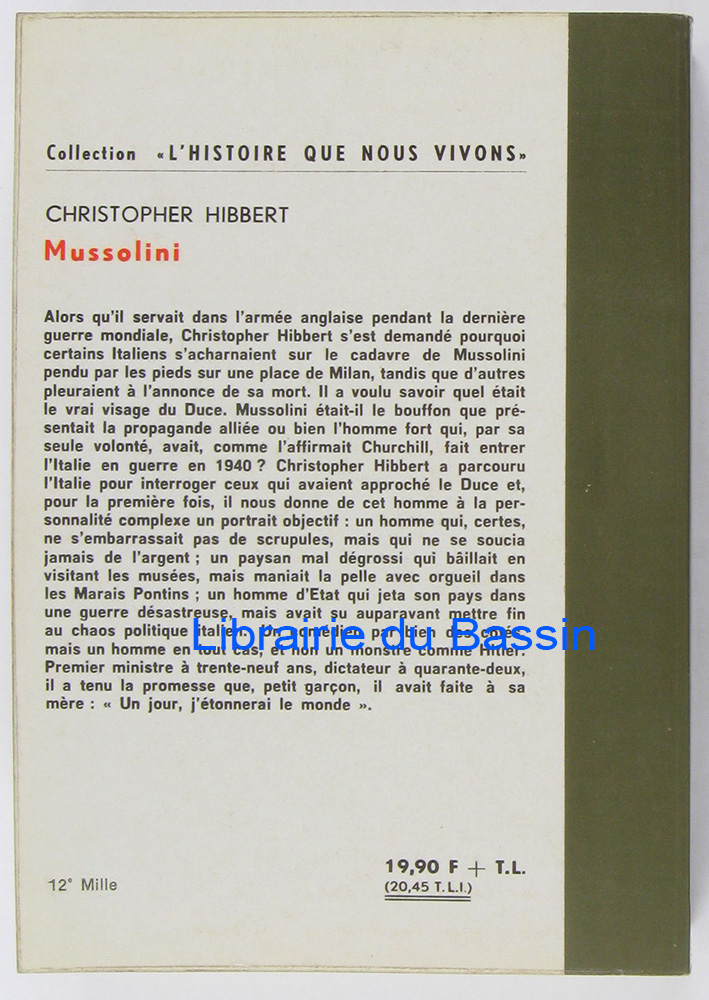 Collection « L'HISTOIRE QUE NOUS VIVONS »
CHRISTOPHER HIBBERT
Mussolini
Alors qu'il servait dans l'armée anglaise pendant la dernière
guerre mondiale, Christopher Hibbert s'est demandé pourquoi
certains Italiens s'acharnaient sur le cadavre de Mussolini
pendu par les pieds sur une place de Milan, tandis que d'autres
pleuraient à l'annonce de sa mort. Il a voulu savoir quel était
le vrai visage du Duce. Mussolini était-il le bouffon que pré-
sentait la propagande alliée ou bien l'homme fort qui, par sa
seule volonté, avait, comme l'affirmait Churchill, fait entrer
l'Italie en guerre en 1940 ? Christopher Hibbert a parcouru
l'Italie pour interroger ceux qui avaient approché le Duce et,
pour la première fois, il nous donne de cet homme à la per-
sonnalité complexe un portrait objectif : un homme qui, certes,
ne s'embarrassait pas de scrupules, mais qui ne se soucia
jamais de l'argent ; un paysan mal dégrossi qui bâillait en
visitant les musées, mais maniait la pelle avec orgueil dans
les Marais Pontins ; un homme d'Etat qui jeta son pays dans
une guerre désastreuse, mais avait su auparavant mettre fin
au chaos politique italien. Un comédien par bien des côtés,
mais un homme en tout cas, et non un monstre comme Hitler.
Premier ministre à trente-neuf ans, dictateur à quarante-deux,
il a tenu la promesse que, petit garçon, il avait faite à sa
mère : « Un jour, j'étonnerai le monde ».
Librairie du Bassin
12e Mille
19,90 F + T.L.
(20,45 T.L.I.)